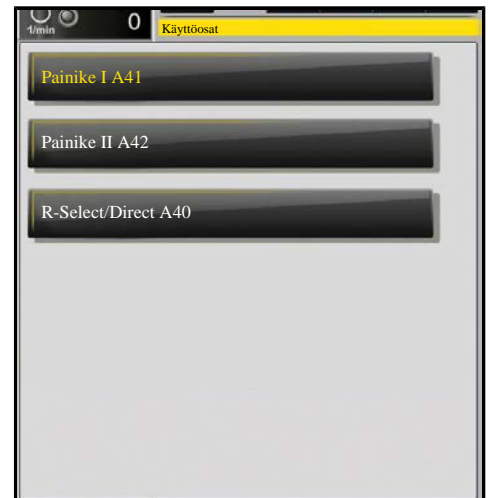 1/min 0 Käyttöosat
Painike I A41
Painike II A42
R-Select/Direct A40